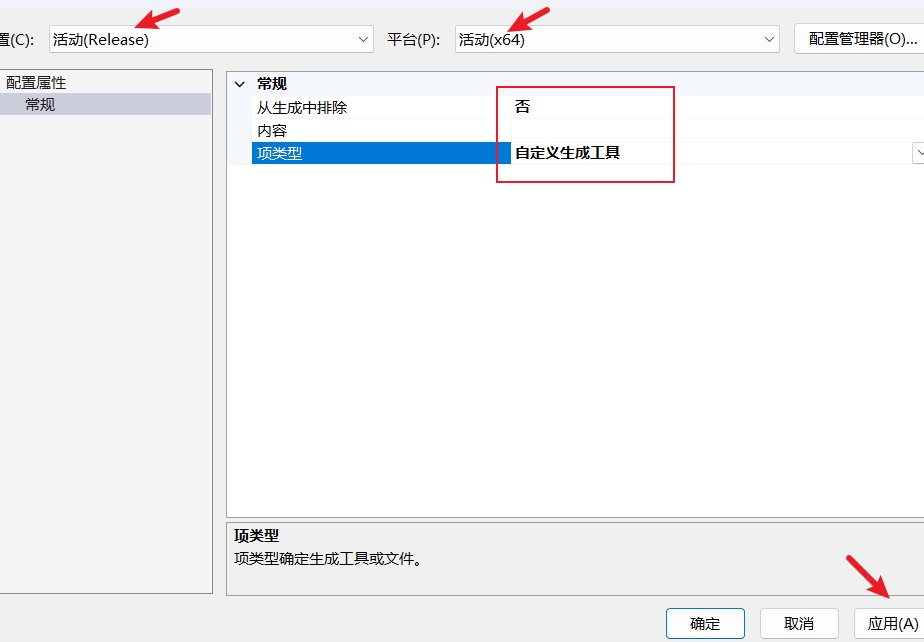 置(C): 活动(Release) 平台(P): 活动(x64) 配置管理器(O)...
配置属性
常规
常规
从生成中排除 否
内容
项类型 自定义生成工具
项类型
项类型确定生成工具或文件。
确定 取消 应用(A)